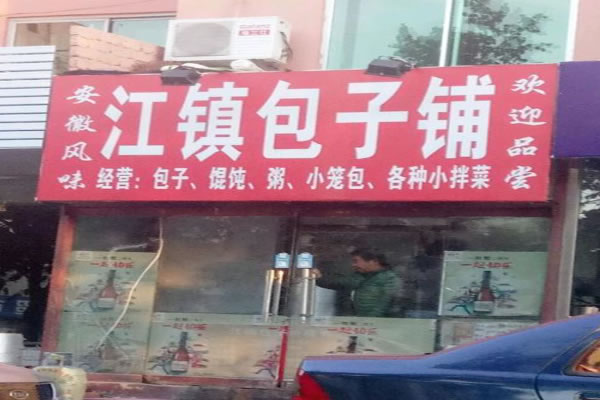 安徽风味
江镇包子铺
欢迎品尝
经营：包子、馄饨、粥、小笼包、各种小拌菜